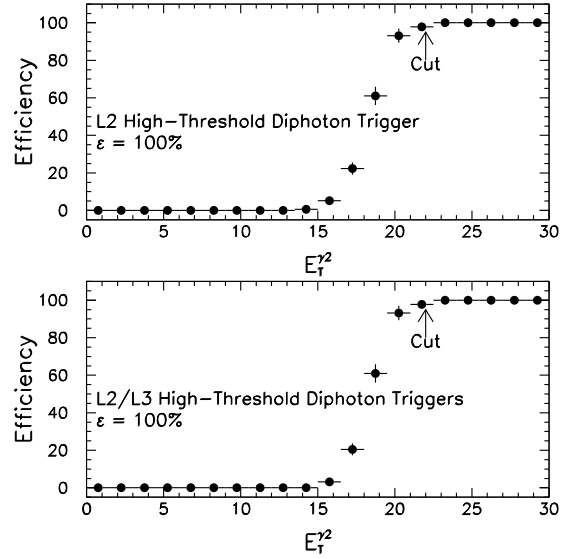 100
80
Efficiency
60
Cut
L2 High-Threshold Diphoton Trigger
40
ε = 100%
20
0
0 5 10 15 20 25 30
E_T^γ2
100
80
Efficiency
60
Cut
L2/L3 High-Threshold Diphoton Triggers
40
ε = 100%
20
0
0 5 10 15 20 25 30
E_T^γ2